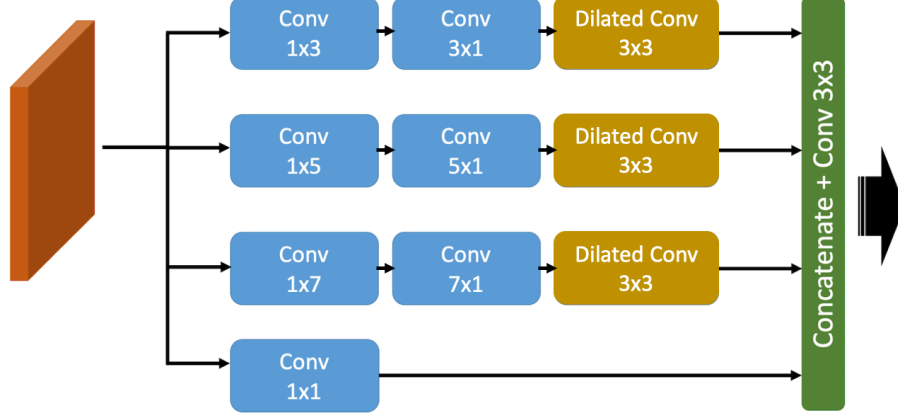 Conv
1x3
Conv
3x1
Dilated Conv
3x3
Conv
1x5
Conv
5x1
Dilated Conv
3x3
Conv
1x7
Conv
7x1
Dilated Conv
3x3
Conv
1x1
Concatenate + Conv 3x3